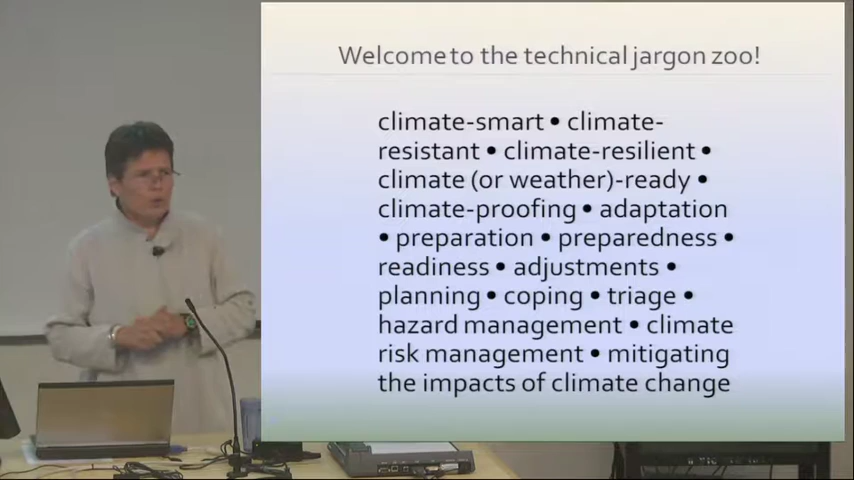 Welcome to the technical jargon zoo!
climate-smart • climate-
resistant • climate-resilient •
climate (or weather)-ready •
climate-proofing • adaptation
• preparation • preparedness •
readiness • adjustments •
planning • coping • triage •
hazard management • climate
risk management • mitigating
the impacts of climate change